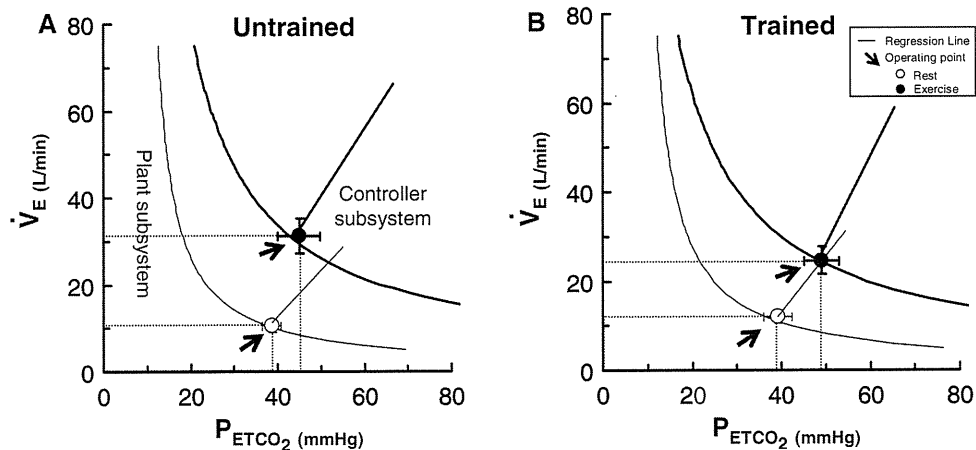 A Untrained
80
60
40
20
0
V̇E (L/min)
Plant subsystem
Controller
subsystem
0 20 40 60 80
PETCO2 (mmHg)
B Trained
Regression Line
Operating point
Rest
Exercise
80
60
40
20
0
V̇E (L/min)
0 20 40 60 80
PETCO2 (mmHg)